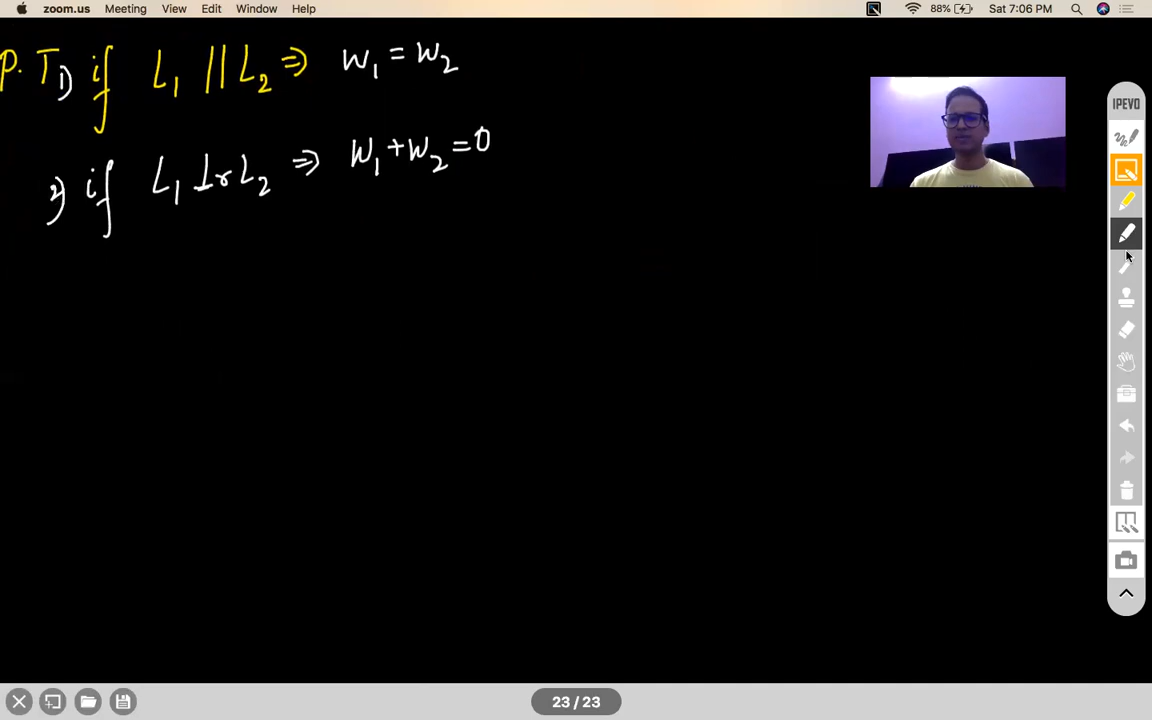 zoom.us Meeting View Edit Window Help 88% Sat 7:06 PM
P.T 1) if L₁ || L₂ ⇒ W₁ = W₂
2) if L₁ ⊥r L₂ ⇒ W₁ + W₂ = 0
IPEVO
23 / 23